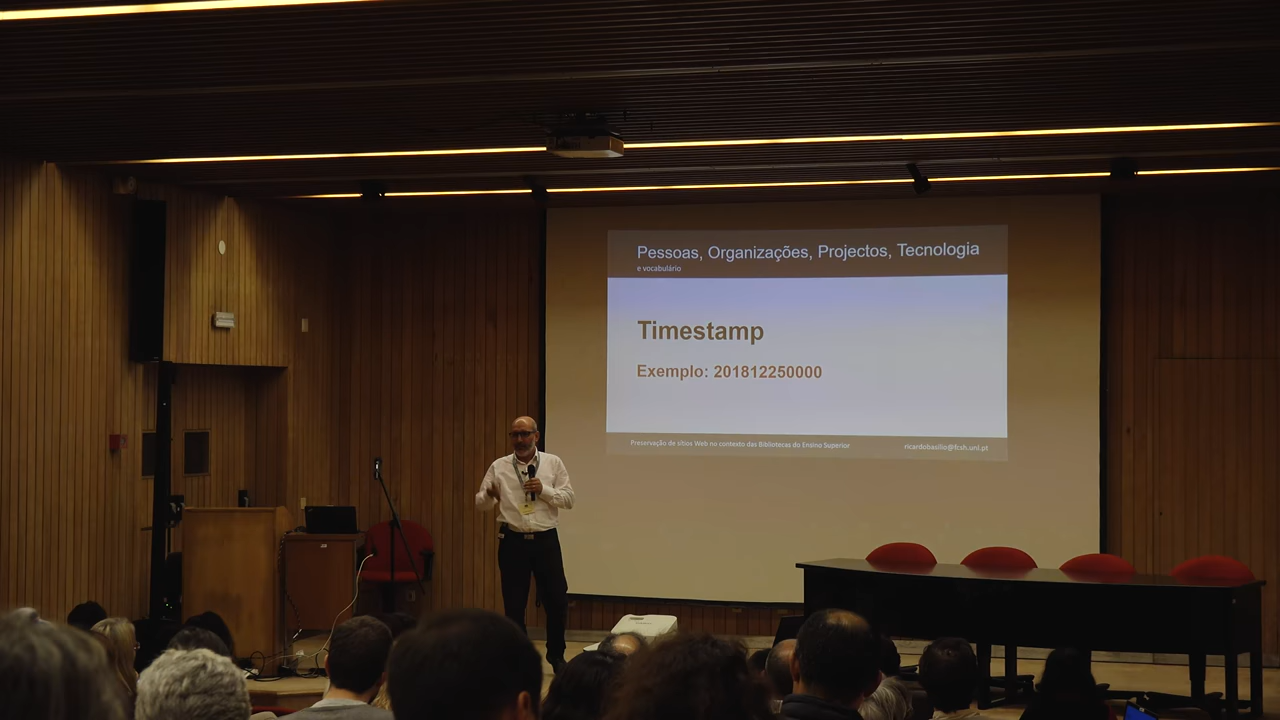 Pessoas, Organizações, Projectos, Tecnologia
e vocabulário
Timestamp
Exemplo: 201812250000
Preservação de sítios Web no contexto das Bibliotecas do Ensino Superior
ricardobasilio@fcsh.unl.pt